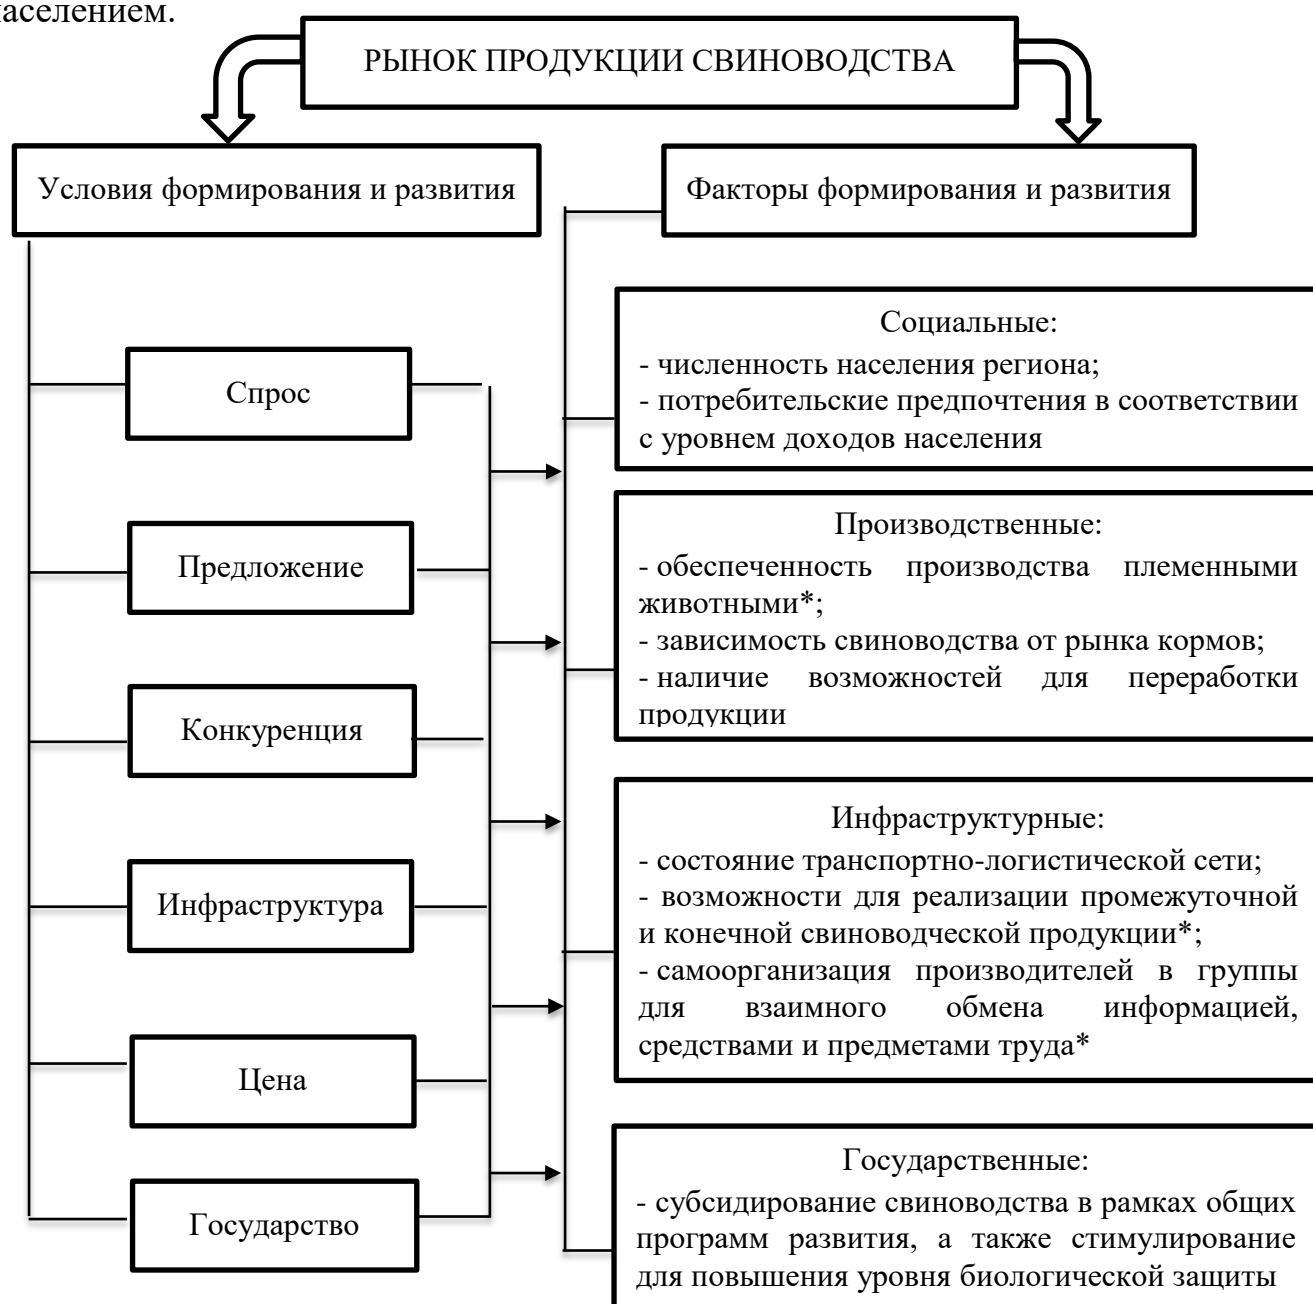 населением.
РЫНОК ПРОДУКЦИИ СВИНОВОДСТВА
Условия формирования и развития
Факторы формирования и развития
Спрос
Предложение
Конкуренция
Инфраструктура
Цена
Государство
Социальные:
- численность населения региона;
- потребительские предпочтения в соответствии
с уровнем доходов населения
Производственные:
- обеспеченность производства племенными
животными*;
- зависимость свиноводства от рынка кормов;
- наличие возможностей для переработки
продукции
Инфраструктурные:
- состояние транспортно-логистической сети;
- возможности для реализации промежуточной
и конечной свиноводческой продукции*;
- самоорганизация производителей в группы
для взаимного обмена информацией,
средствами и предметами труда*
Государственные:
- субсидирование свиноводства в рамках общих
программ развития, а также стимулирование
для повышения уровня биологической защиты